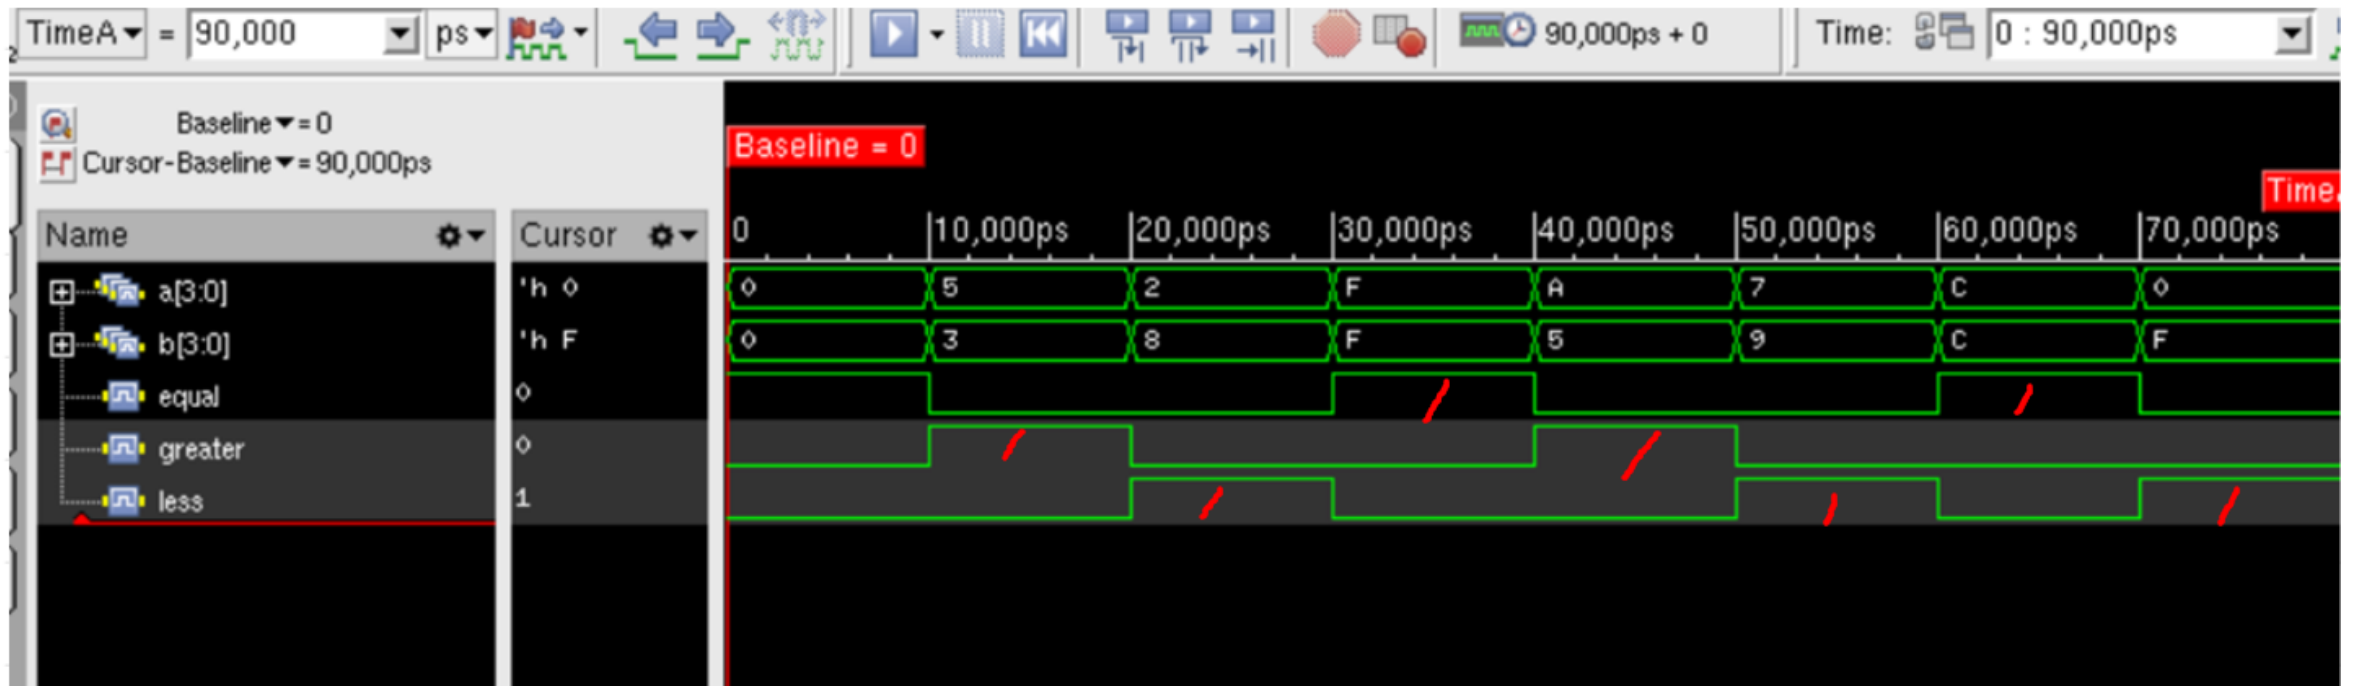 TimeA = 90,000 ps 90,000ps + 0 Time: 0 : 90,000ps
2
Baseline = 0
Cursor-Baseline = 90,000ps
Baseline = 0
Time
Name Cursor 0 10,000ps 20,000ps 30,000ps 40,000ps 50,000ps 60,000ps 70,000ps
a[3:0] 'h 0 0 5 2 F A 7 C 0
b[3:0] 'h F 0 3 8 F 5 9 C F
equal 0
greater 0
less 1